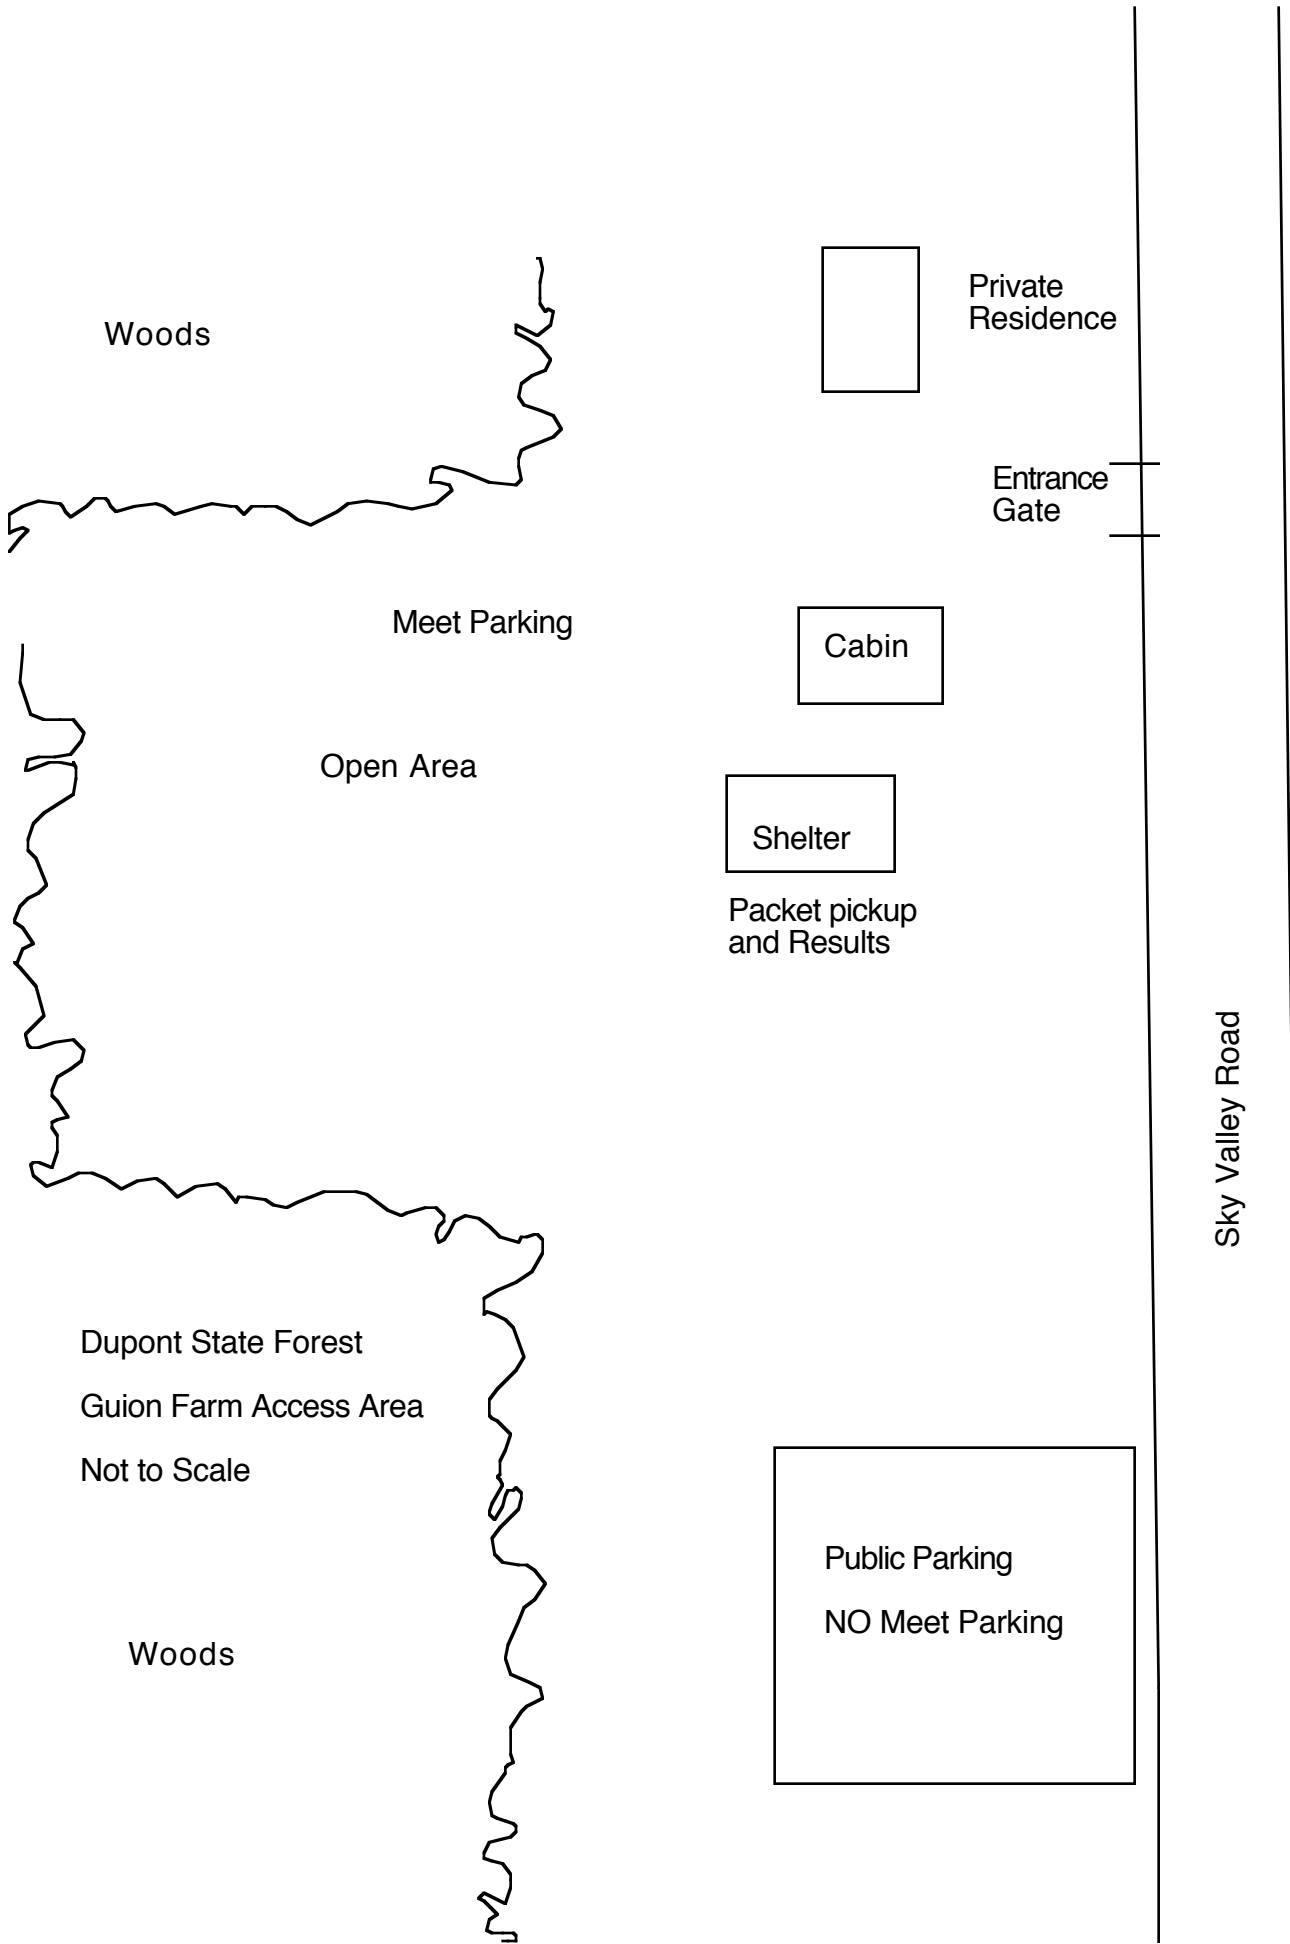 Private
Residence
Woods
Entrance
Gate
Meet Parking
Cabin
Open Area
Shelter
Packet pickup
and Results
Sky Valley Road
Dupont State Forest
Guion Farm Access Area
Not to Scale
Public Parking
NO Meet Parking
Woods